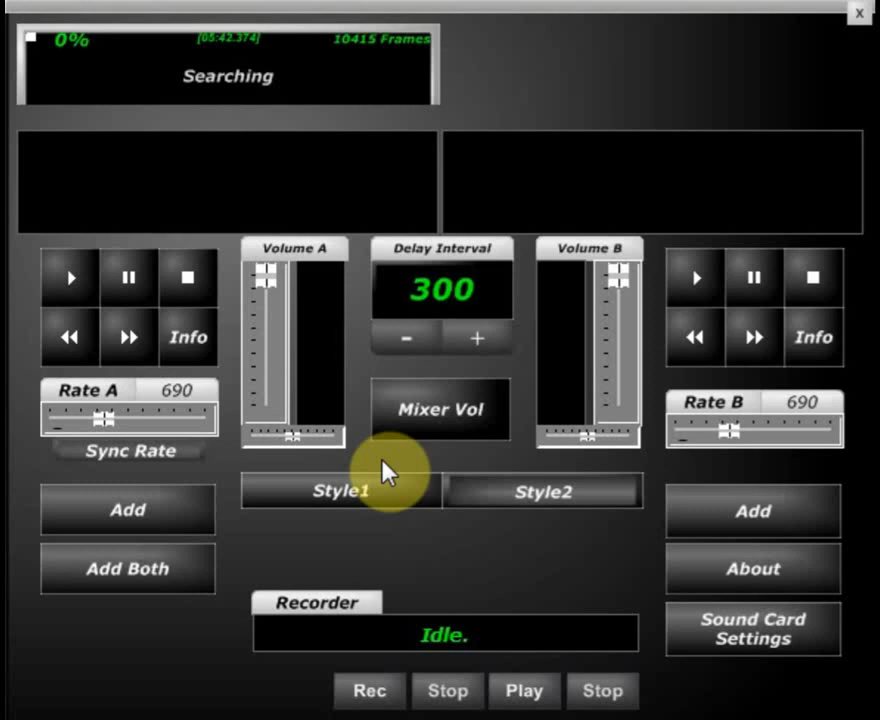 x
0% [05:42.374] 10415 Frames
Searching
Volume A Delay Interval Volume B
300
Info - + Info
Rate A 690
Mixer Vol
Rate B 690
Sync Rate
Style1 Style2
Add Add
Add Both About
Recorder
Idle.
Sound Card
Settings
Rec Stop Play Stop